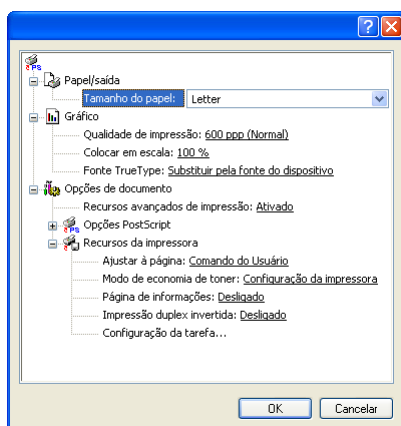 Papel/saída
Tamanho do papel: Letter
Gráfico
Qualidade de impressão: 600 ppp (Normal)
Colocar em escala: 100 %
Fonte TrueType: Substituir pela fonte do dispositivo
Opções de documento
Recursos avançados de impressão: Ativado
Opções PostScript
Recursos da impressora
Ajustar à página: Comando do Usuário
Modo de economia de toner: Configuração da impressora
Página de informações: Desligado
Impressão duplex invertida: Desligado
Configuração da tarefa...
OK Cancelar